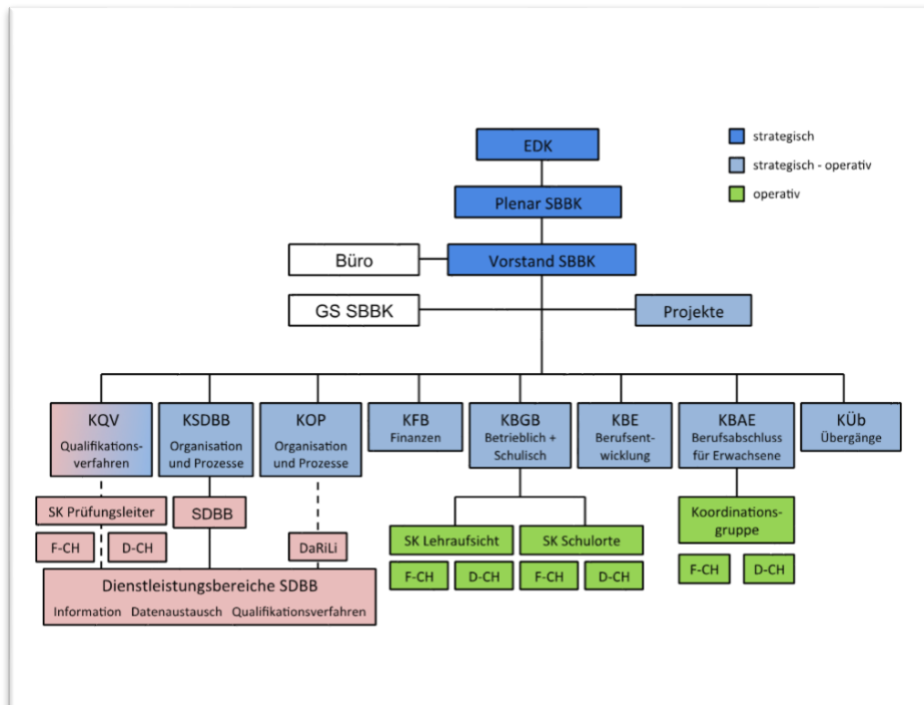 EDK
strategisch
strategisch - operativ
operativ
Plenar SBBK
Büro
Vorstand SBBK
GS SBBK
Projekte
KQV
Qualifikations-
verfahren
KSDBB
Organisation
und Prozesse
KOP
Organisation
und Prozesse
KFB
Finanzen
KBGB
Betrieblich +
Schulisch
KBE
Berufsent-
wicklung
KBAE
Berufsabschluss
für Erwachsene
KÜb
Übergänge
SK Prüfungsleiter
F-CH
D-CH
SDBB
DaRiLi
SK Lehraufsicht
F-CH
D-CH
SK Schulorte
F-CH
D-CH
Koordinations-
gruppe
F-CH
D-CH
Dienstleistungsbereiche SDBB
Information Datenaustausch Qualifikationsverfahren